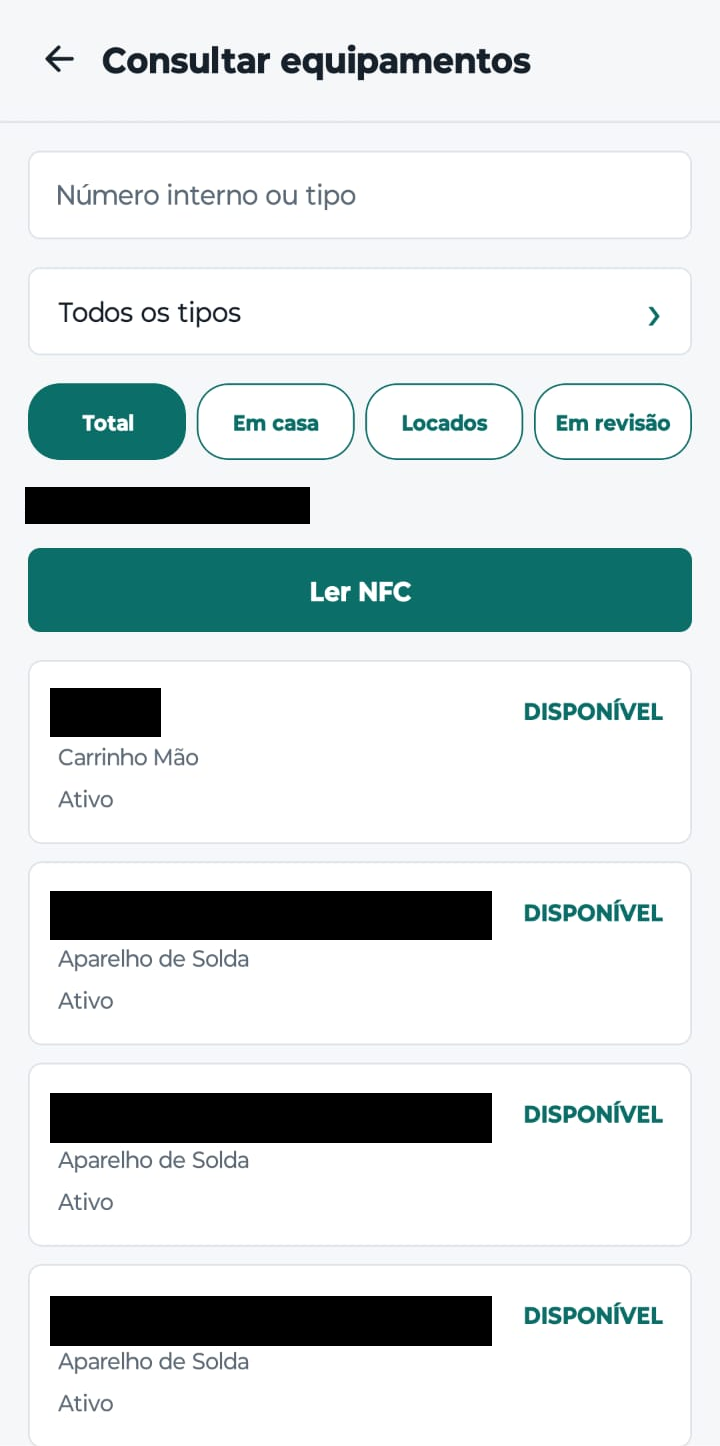 Consultar equipamentos
Número interno ou tipo
Todos os tipos
Total Em casa Locados Em revisão
Ler NFC
DISPONÍVEL
Carrinho Mão
Ativo
DISPONÍVEL
Aparelho de Solda
Ativo
DISPONÍVEL
Aparelho de Solda
Ativo
DISPONÍVEL
Aparelho de Solda
Ativo